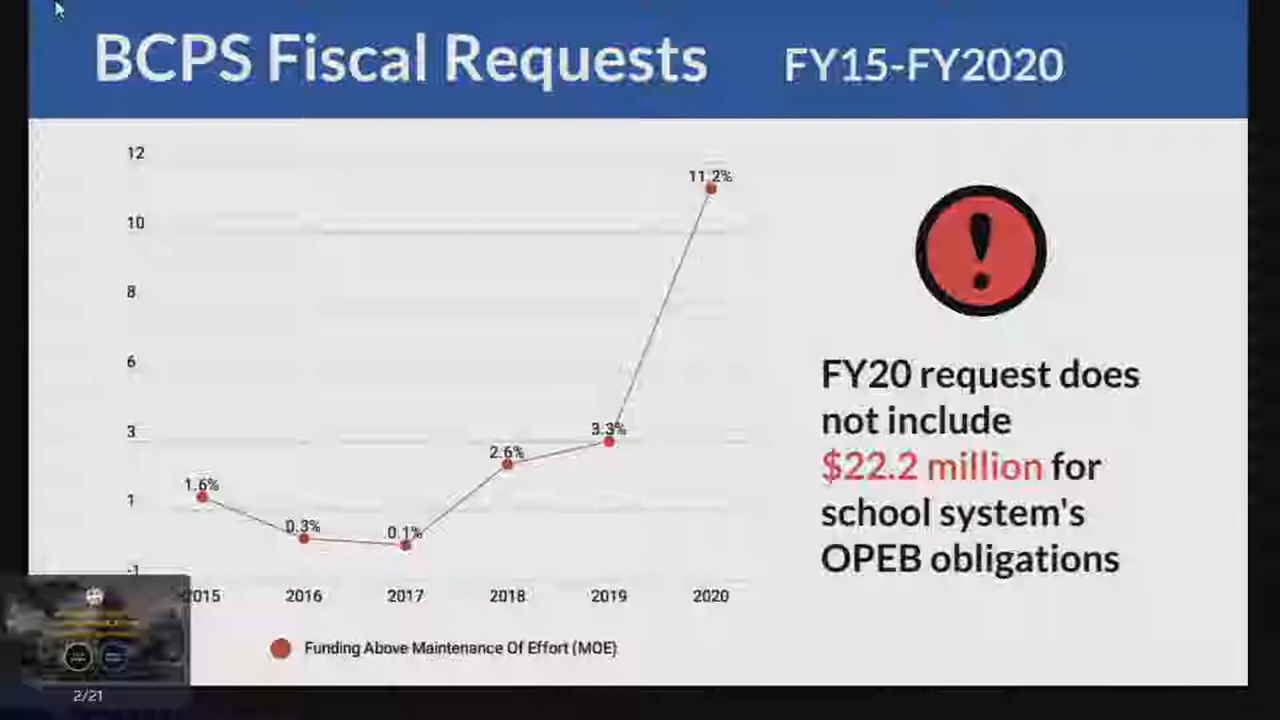 BCPS Fiscal Requests FY15-FY2020
12
10
8
6
3
1
-1
1.6%
0.3%
0.1%
2.6%
3.3%
11.2%
2015 2016 2017 2018 2019 2020
Funding Above Maintenance Of Effort (MOE)
FY20 request does
not include
$22.2 million for
school system's
OPEB obligations
2/21